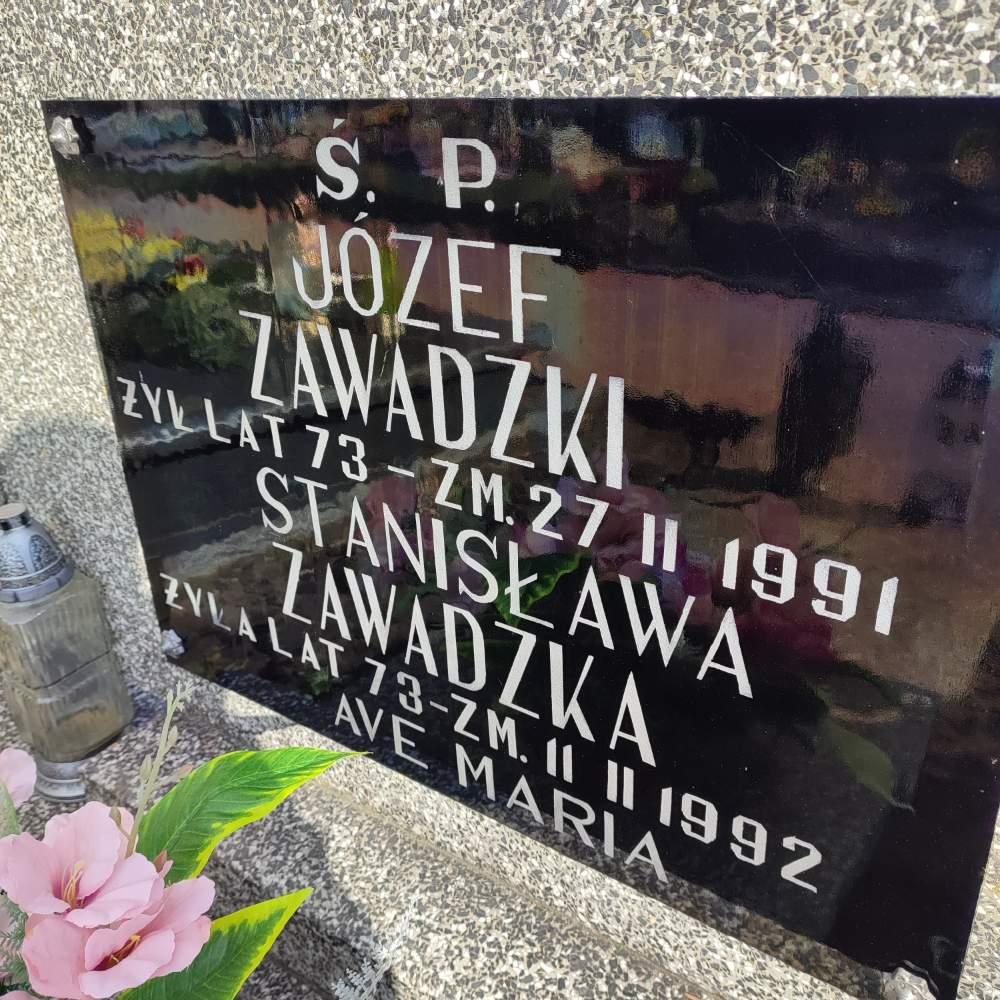 Ś. P.
JÓZEF
ZAWADZKI
ŻYŁ LAT 73 – ZM. 27 II 1991
STANISŁAWA
ZAWADZKA
ŻYŁA LAT 73 – ZM. 11 II 1992
AVE MARIA